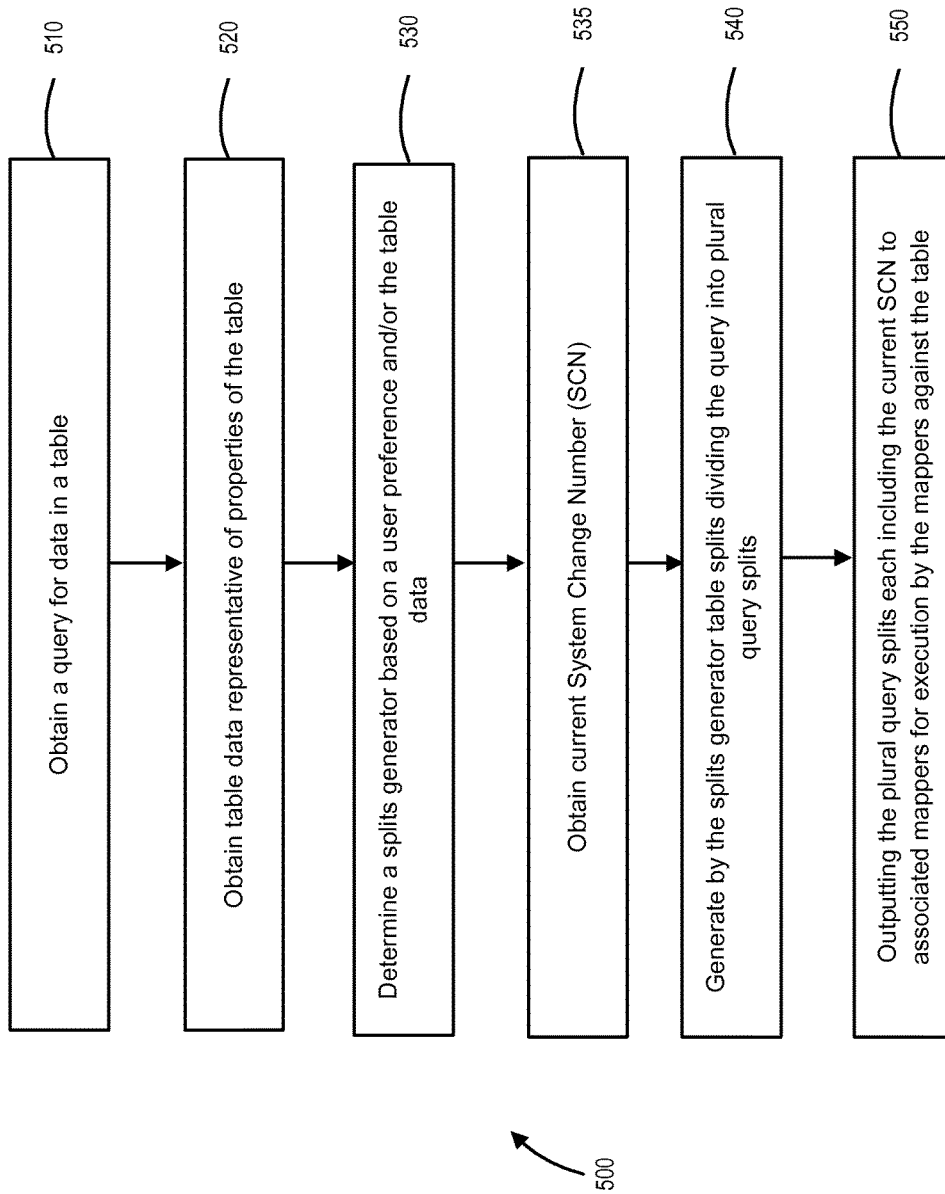 510
Obtain a query for data in a table
520
Obtain table data representative of properties of the table
530
Determine a splits generator based on a user preference and/or the table
data
535
Obtain current System Change Number (SCN)
540
Generate by the splits generator table splits dividing the query into plural
query splits
550
Outputting the plural query splits each including the current SCN to
associated mappers for execution by the mappers against the table
500